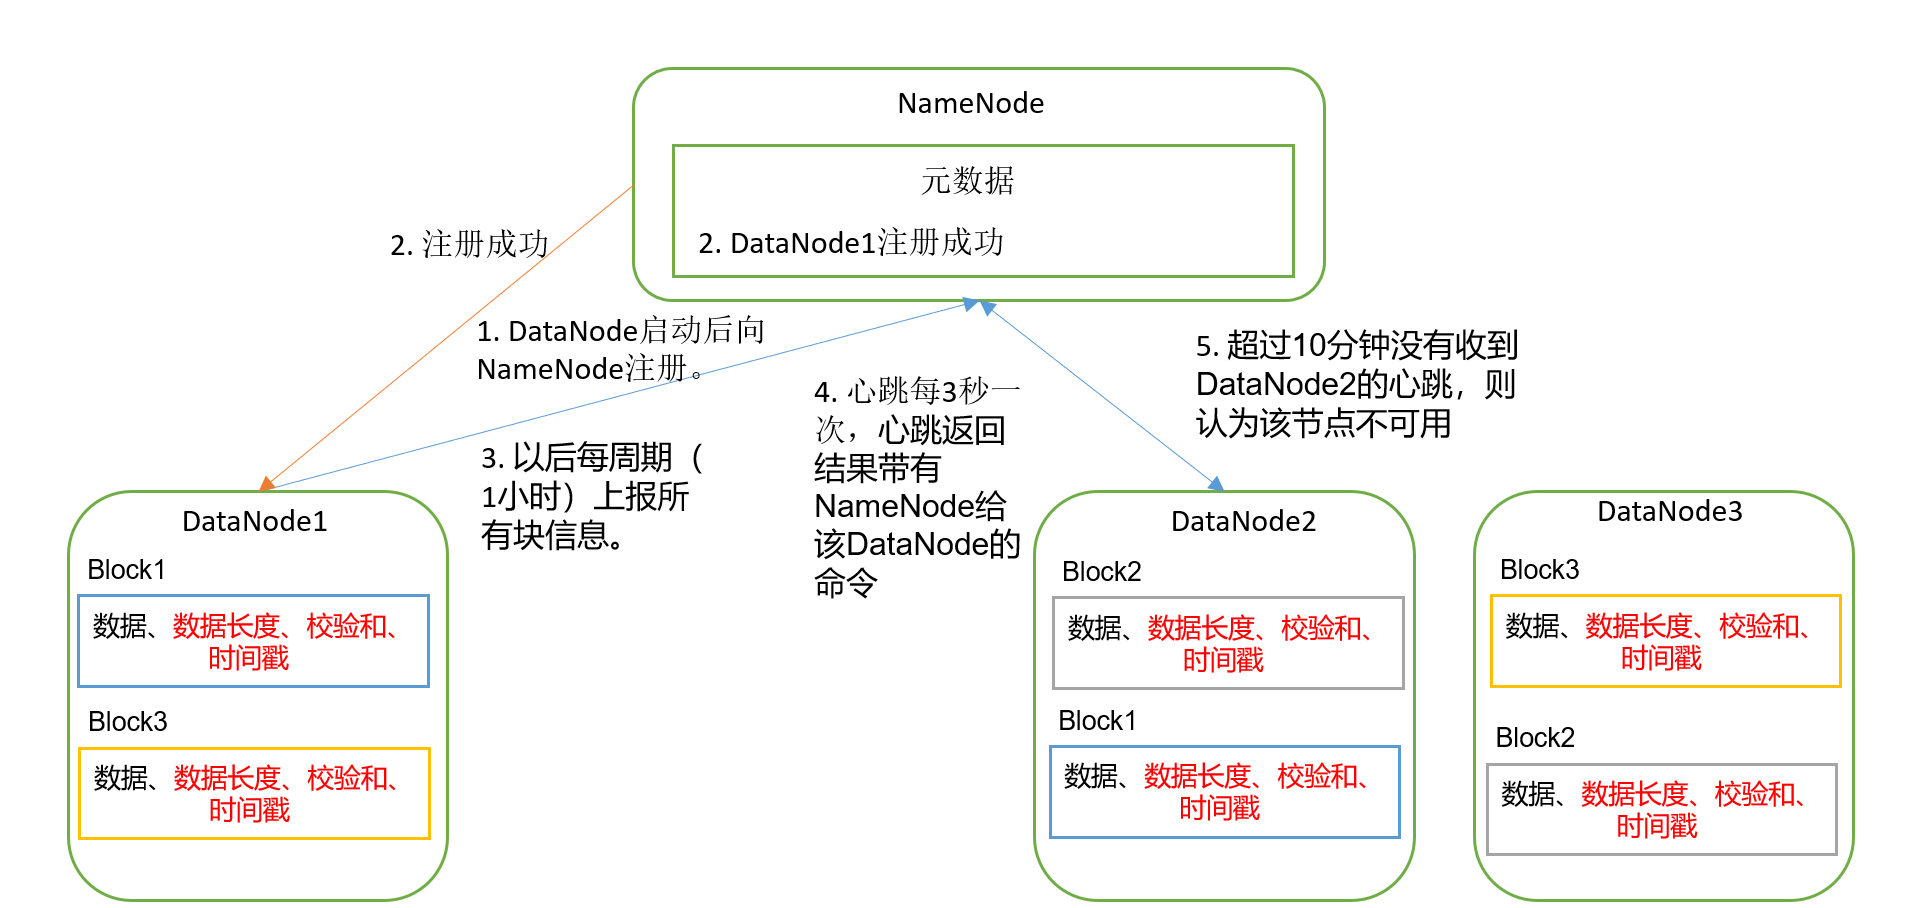 NameNode
元数据
2. DataNode1注册成功
2. 注册成功
1. DataNode启动后向
NameNode注册。
3. 以后每周期（
1小时）上报所
有块信息。
4. 心跳每3秒一
次，心跳返回
结果带有
NameNode给
该DataNode的
命令
5. 超过10分钟没有收到
DataNode2的心跳，则
认为该节点不可用
DataNode1
Block1
数据、数据长度、校验和、
时间戳
Block3
数据、数据长度、校验和、
时间戳
DataNode2
Block2
数据、数据长度、校验和、
时间戳
Block1
数据、数据长度、校验和、
时间戳
DataNode3
Block3
数据、数据长度、校验和、
时间戳
Block2
数据、数据长度、校验和、
时间戳